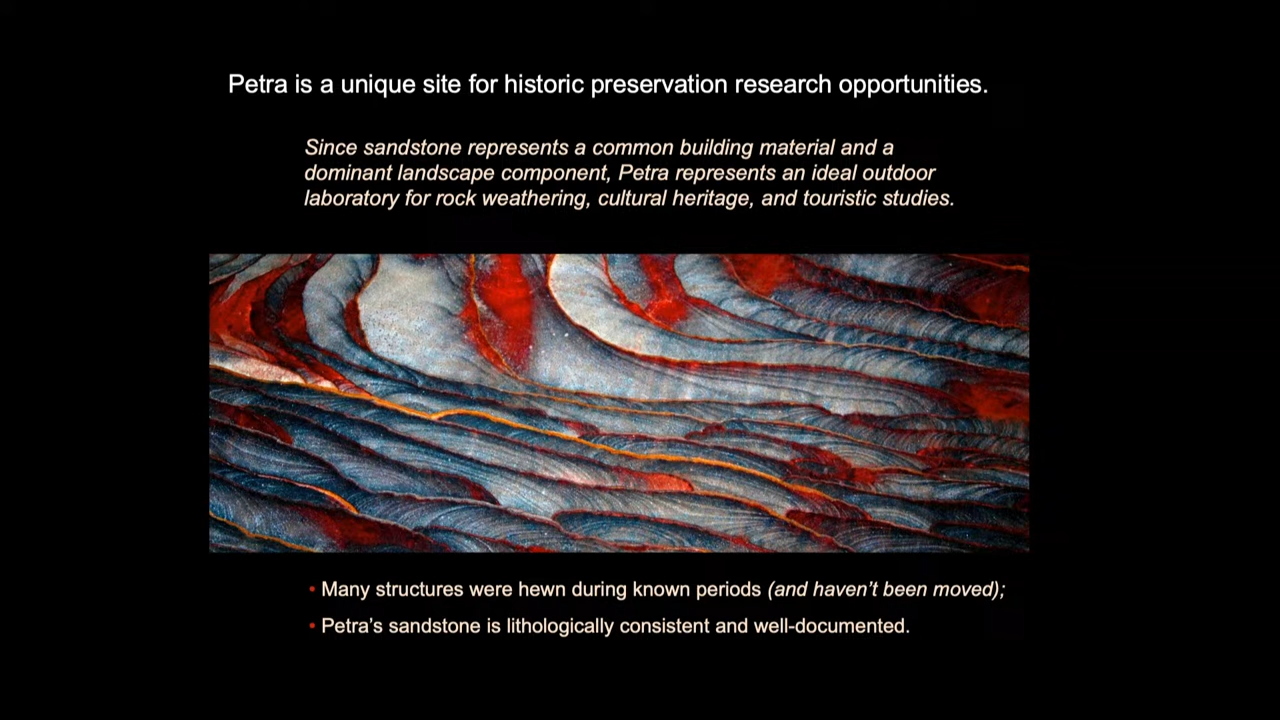 Petra is a unique site for historic preservation research opportunities.
Since sandstone represents a common building material and a
dominant landscape component, Petra represents an ideal outdoor
laboratory for rock weathering, cultural heritage, and touristic studies.
• Many structures were hewn during known periods (and haven’t been moved);
• Petra’s sandstone is lithologically consistent and well-documented.